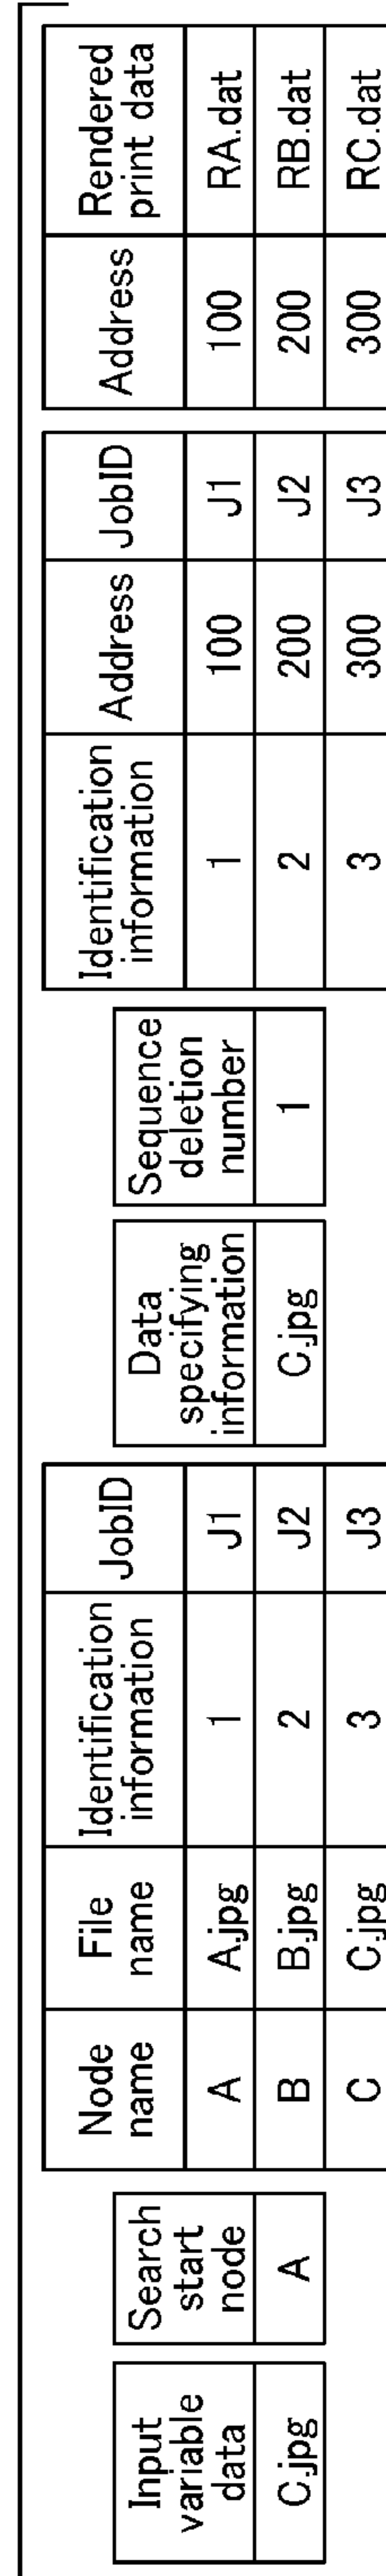 Input
variable
data
C.jpg
Search
start
node
A
Node
name
File
name
Identification
information
JobID
A
A.jpg
1
J1
B
B.jpg
2
J2
C
C.jpg
3
J3
Data
specifying
information
C.jpg
Sequence
deletion
number
1
Identification
information
Address
JobID
1
100
J1
2
200
J2
3
300
J3
Address
Rendered
print data
100
RA.dat
200
RB.dat
300
RC.dat